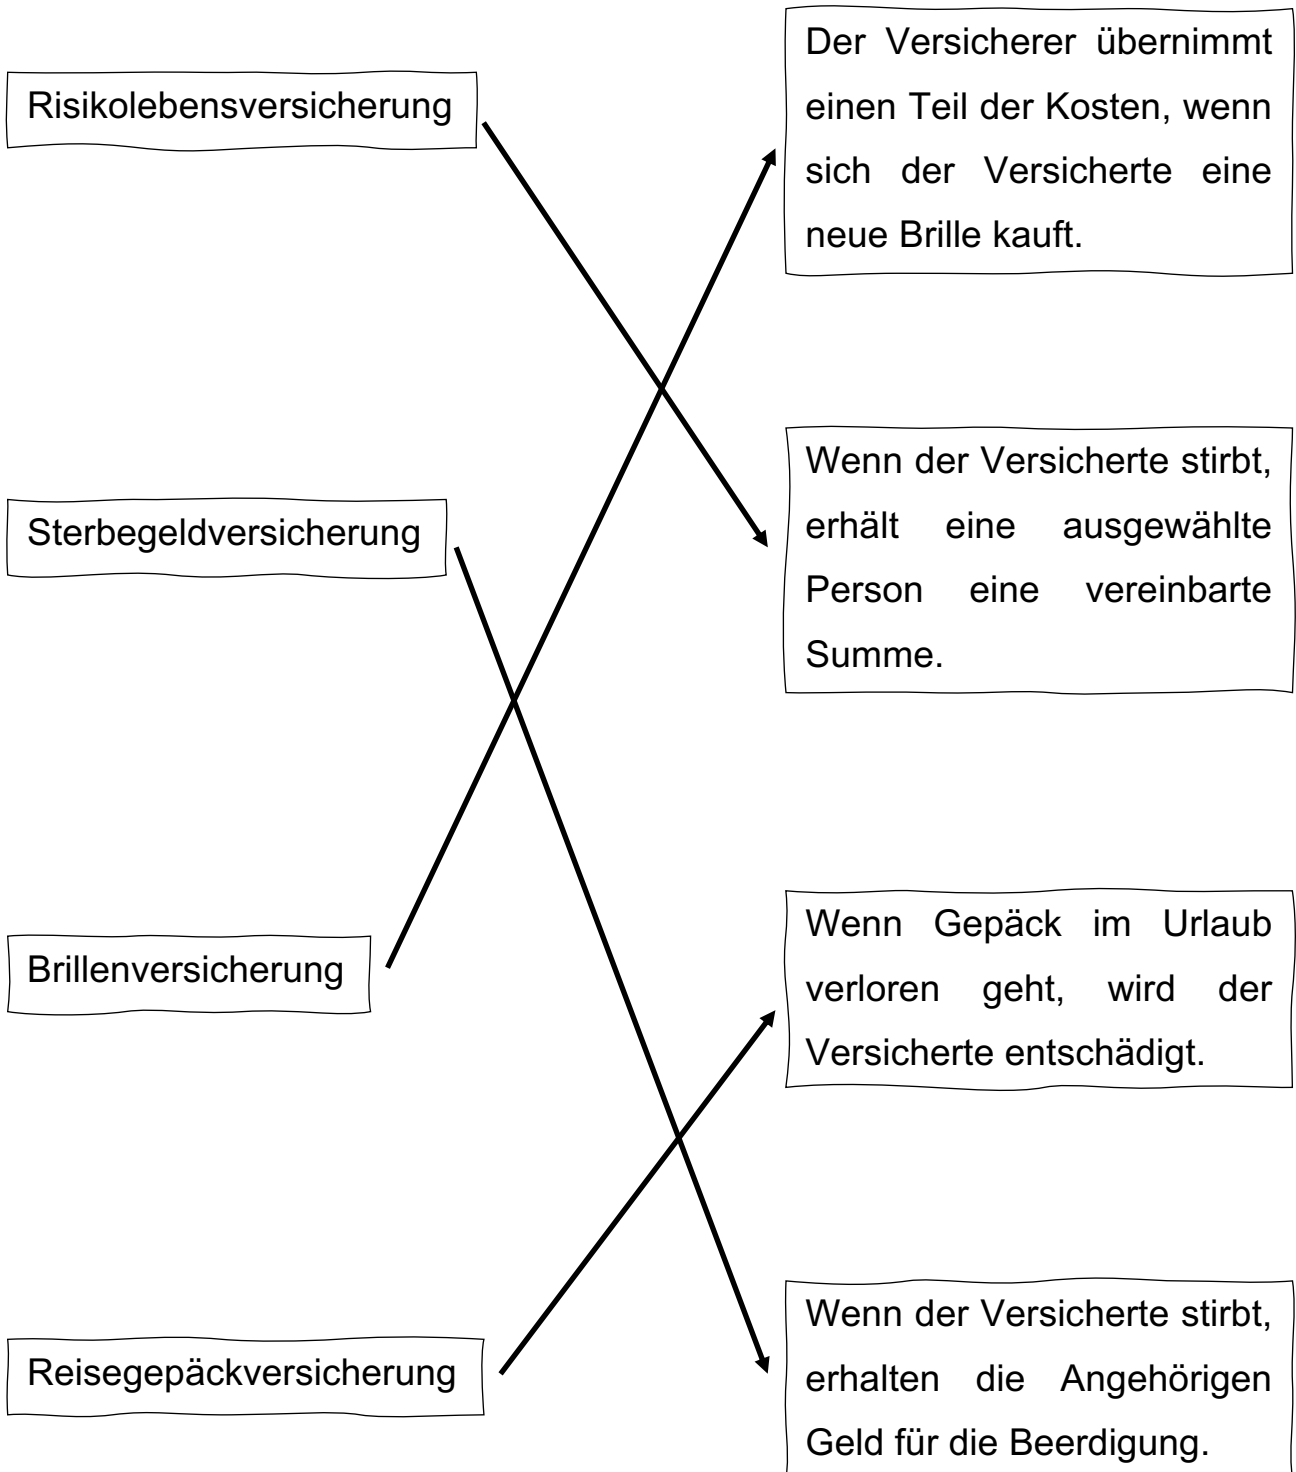 Risikolebensversicherung
Sterbegeldversicherung
Brillenversicherung
Reisegepäckversicherung
Der Versicherer übernimmt
einen Teil der Kosten, wenn
sich der Versicherte eine
neue Brille kauft.
Wenn der Versicherte stirbt,
erhält eine ausgewählte
Person eine vereinbarte
Summe.
Wenn Gepäck im Urlaub
verloren geht, wird der
Versicherte entschädigt.
Wenn der Versicherte stirbt,
erhalten die Angehörigen
Geld für die Beerdigung.